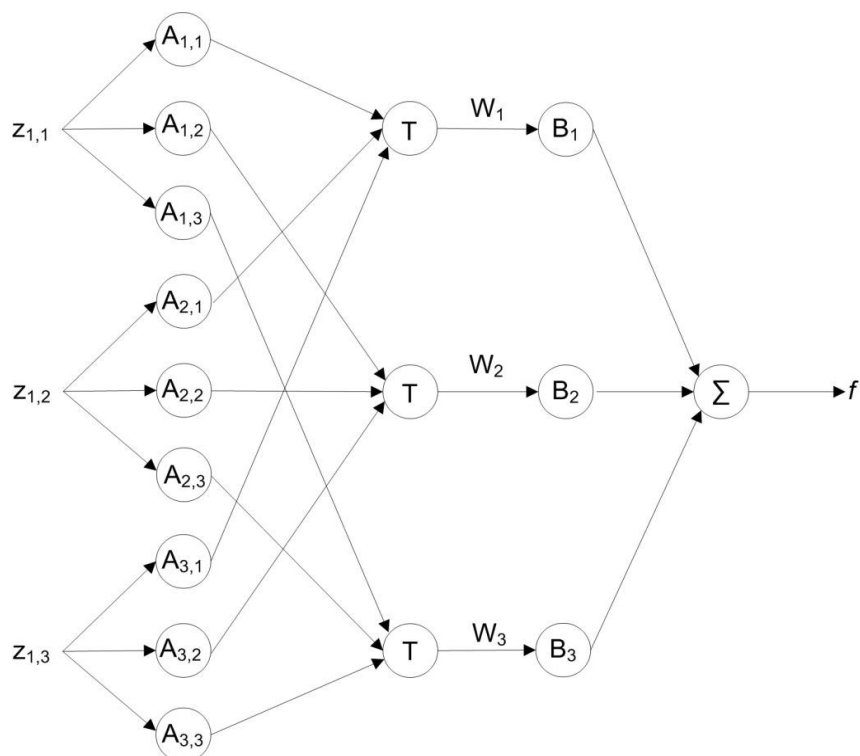 A1,1
z1,1
A1,2
A1,3
T
W1
B1
A2,1
z1,2
A2,2
A2,3
T
W2
B2
Σ
f
A3,1
z1,3
A3,2
A3,3
T
W3
B3